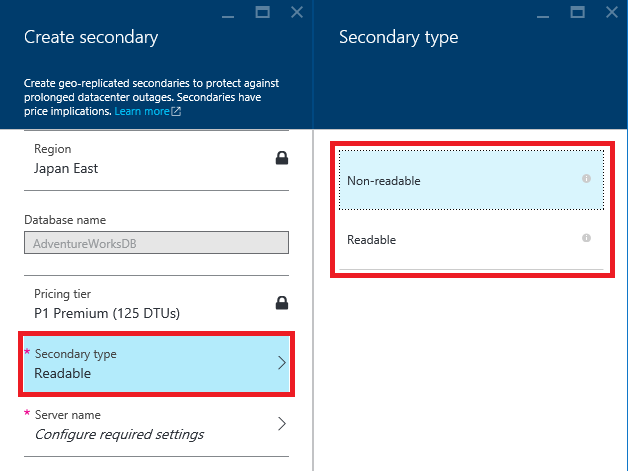 Create secondary
Create geo-replicated secondaries to protect against
prolonged datacenter outages. Secondaries have
price implications. Learn more
Region
Japan East
Database name
AdventureWorksDB
Pricing tier
P1 Premium (125 DTUs)
* Secondary type
Readable
* Server name
Configure required settings
Secondary type
Non-readable
Readable